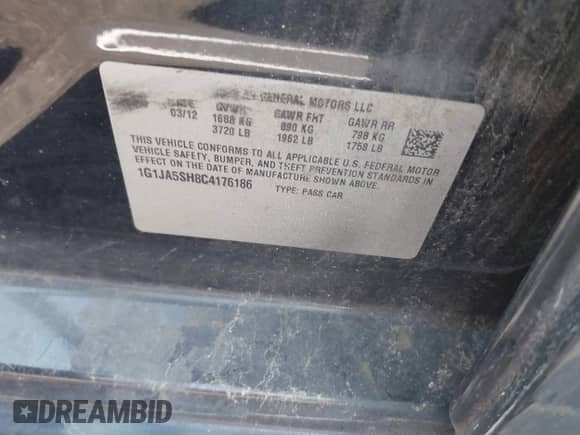 GENERAL MOTORS LLC
DATE GVWR GAWR FRT GAWR RR
03/12 1688 KG 890 KG 798 KG
3720 LB 1962 LB 1758 LB
THIS VEHICLE CONFORMS TO ALL APPLICABLE U.S. FEDERAL MOTOR
VEHICLE SAFETY, BUMPER, AND THEFT PREVENTION STANDARDS IN
EFFECT ON THE DATE OF MANUFACTURE SHOWN ABOVE.
1G1JA5SH8C4176186 TYPE: PASS CAR
DREAMBID